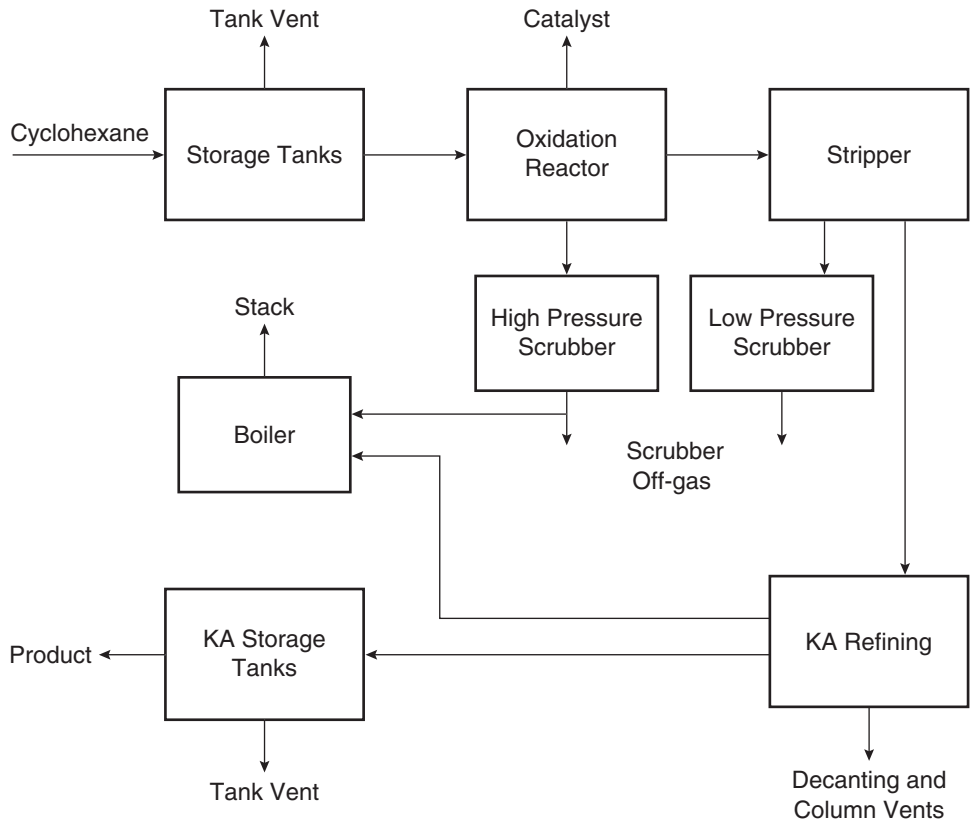 Tank Vent
Catalyst
Cyclohexane
Storage Tanks
Oxidation
Reactor
Stripper
Stack
High Pressure
Scrubber
Low Pressure
Scrubber
Boiler
Scrubber
Off-gas
Product
KA Storage
Tanks
KA Refining
Tank Vent
Decanting and
Column Vents